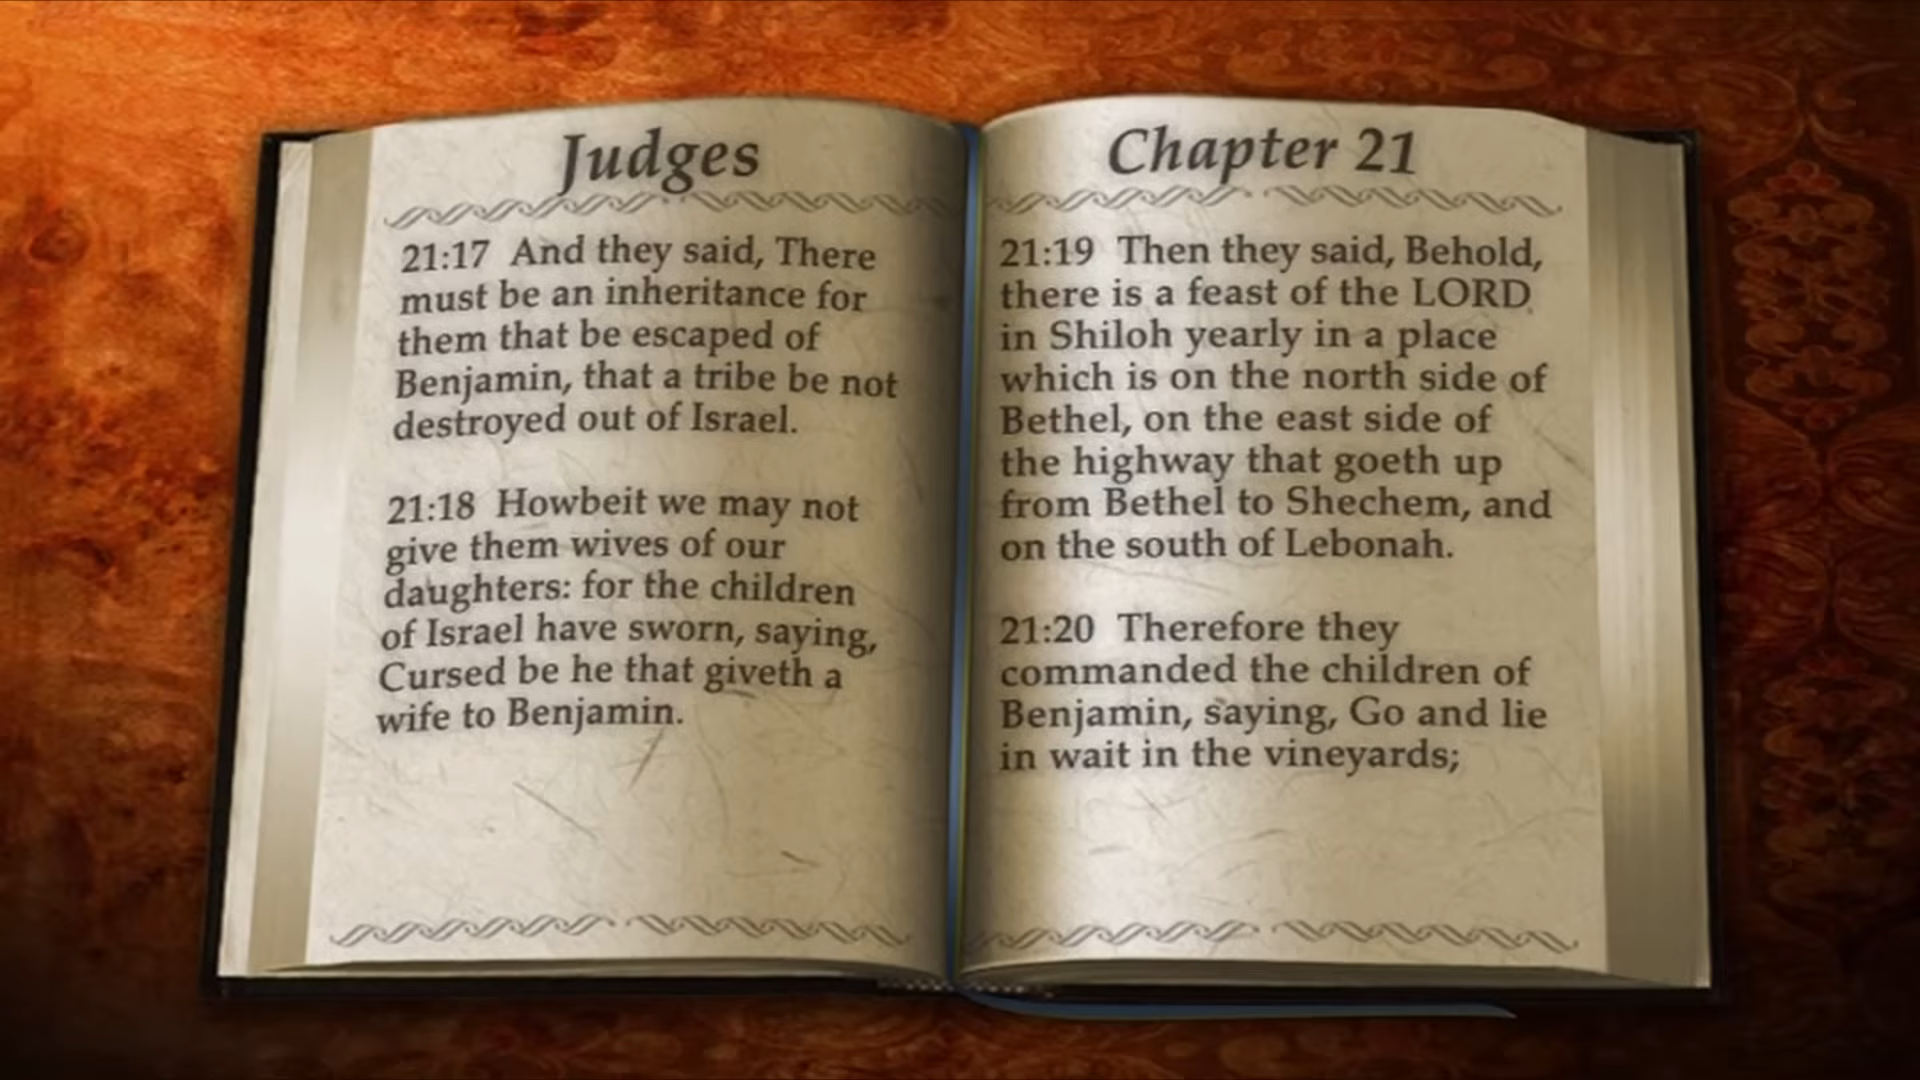 Judges
21:17 And they said, There
must be an inheritance for
them that be escaped of
Benjamin, that a tribe be not
destroyed out of Israel.
21:18 Howbeit we may not
give them wives of our
daughters: for the children
of Israel have sworn, saying,
Cursed be he that giveth a
wife to Benjamin.
Chapter 21
21:19 Then they said, Behold,
there is a feast of the LORD
in Shiloh yearly in a place
which is on the north side of
Bethel, on the east side of
the highway that goeth up
from Bethel to Shechem, and
on the south of Lebonah.
21:20 Therefore they
commanded the children of
Benjamin, saying, Go and lie
in wait in the vineyards;